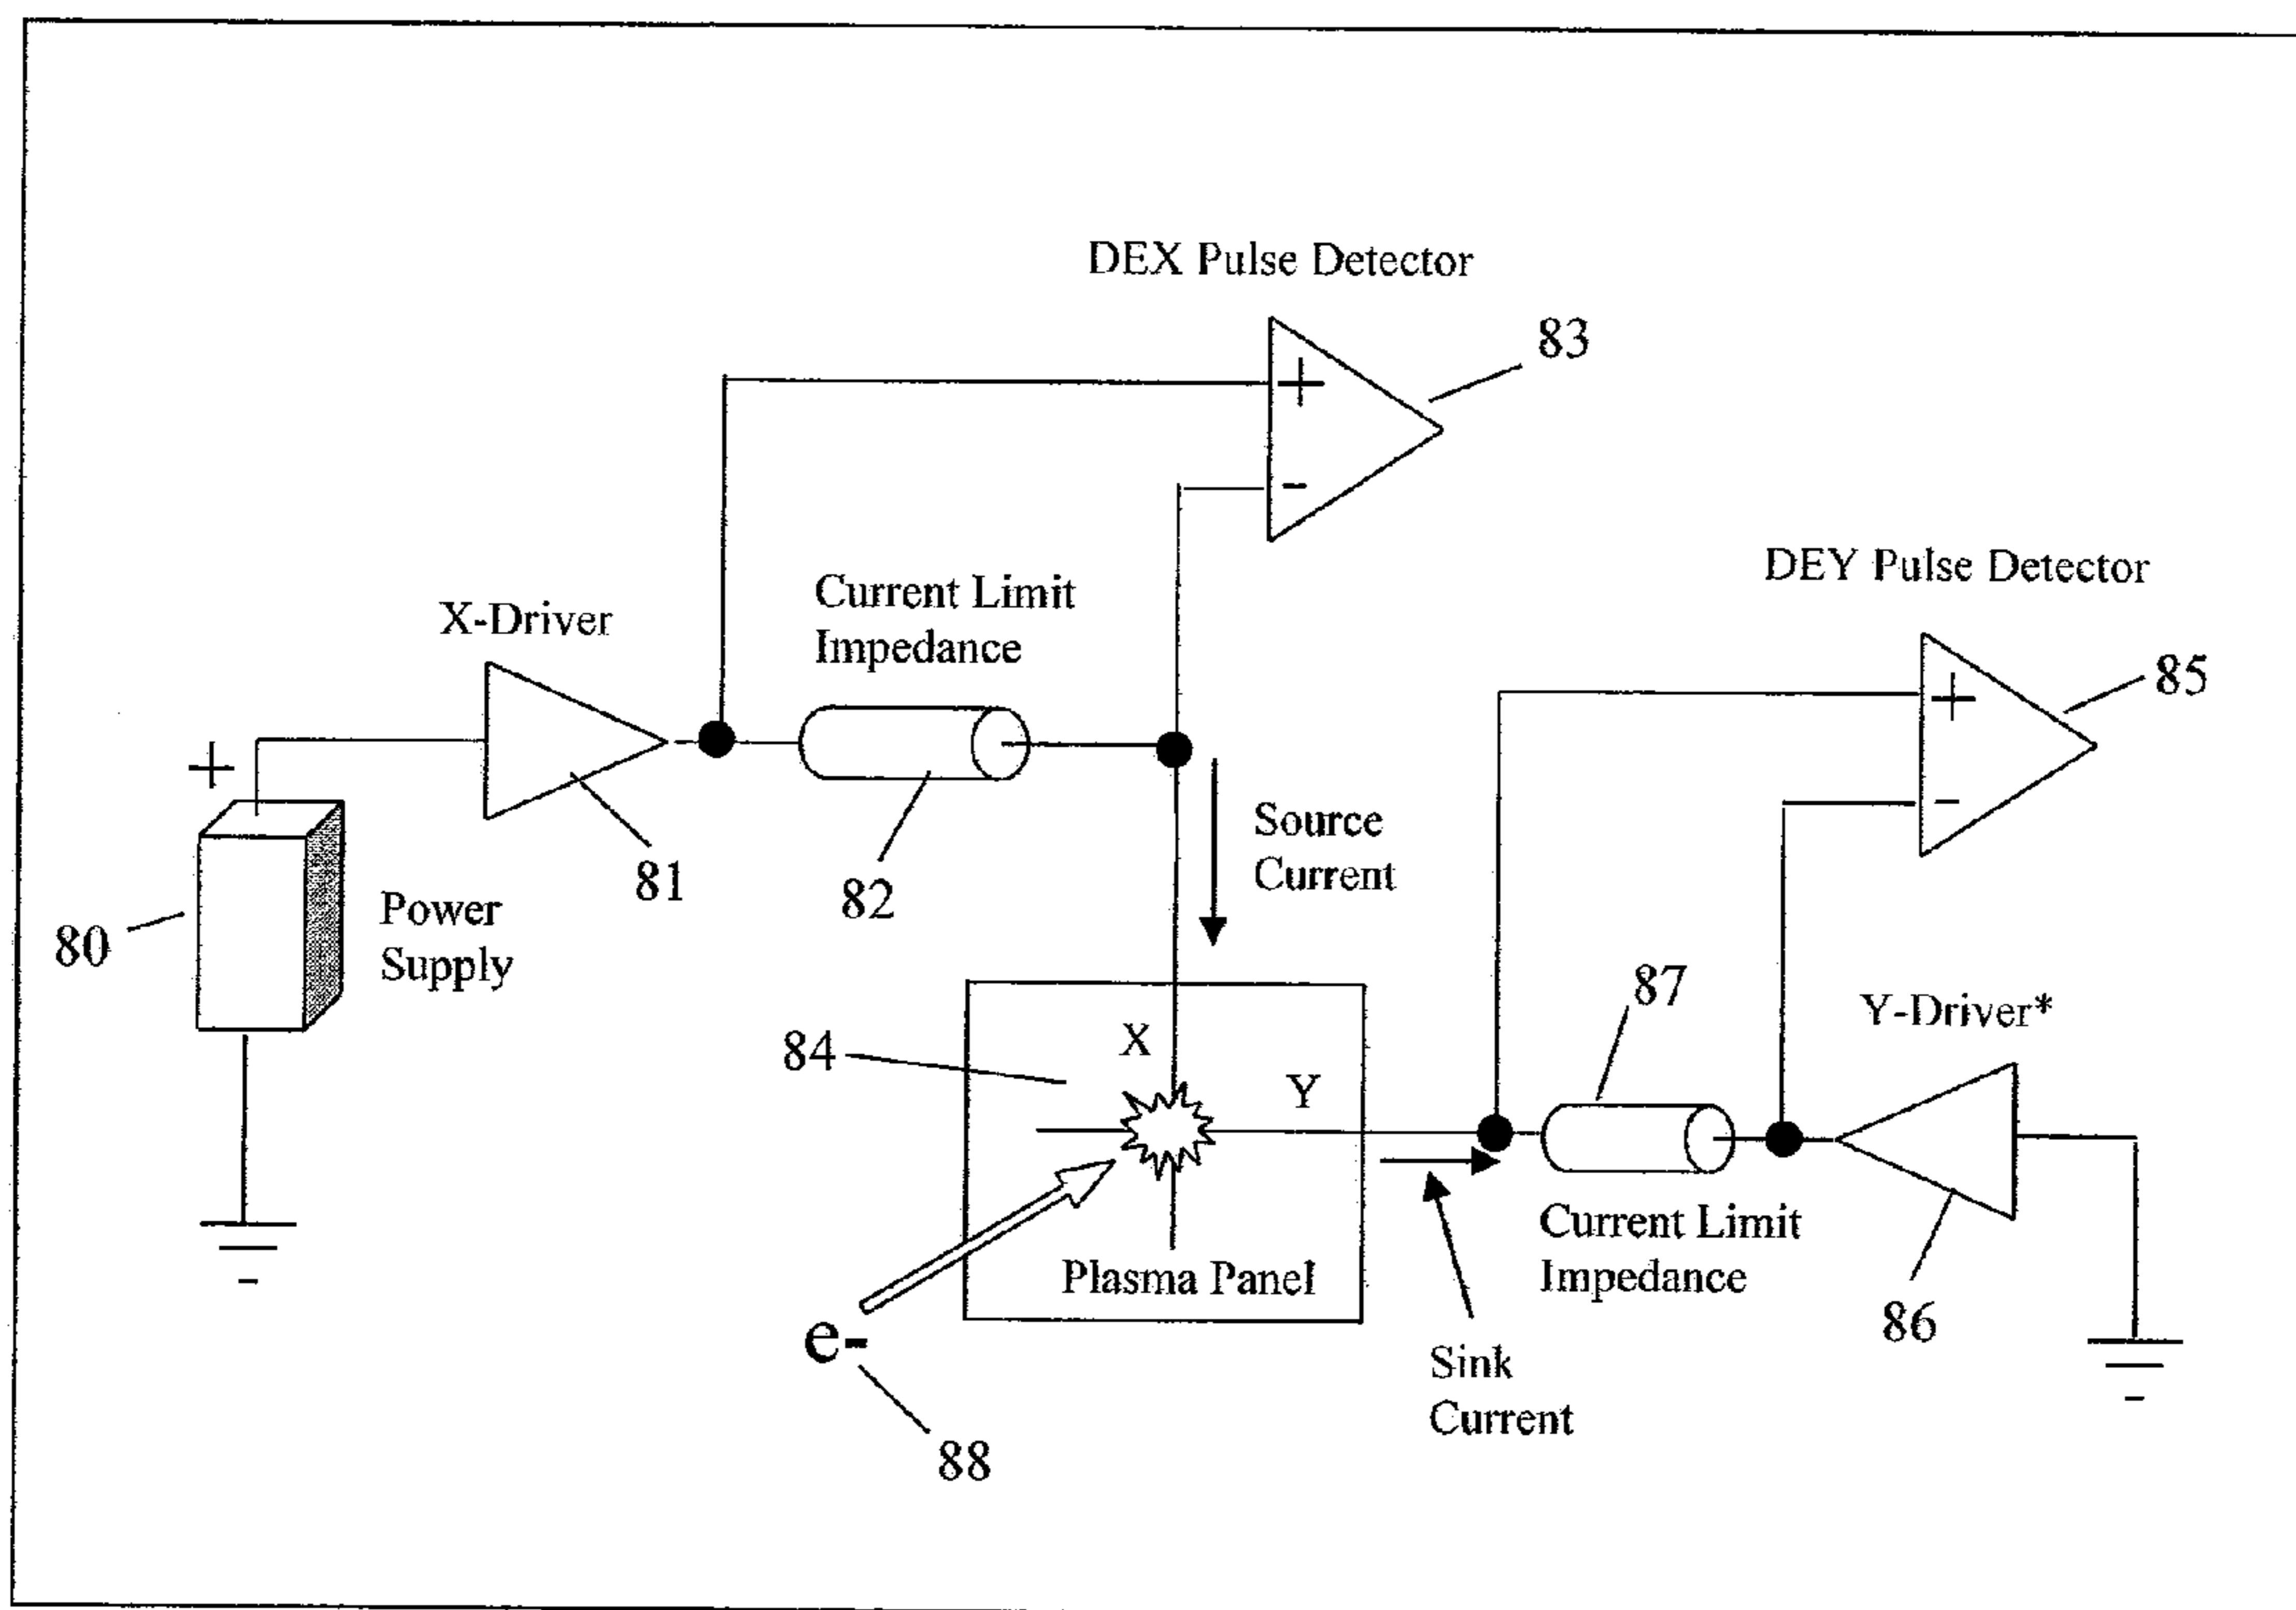 DEX Pulse Detector
83
+
-
DEY Pulse Detector
85
+
-
X-Driver
Current Limit
Impedance
+
81
82
Source
Current
80
Power
Supply
87
Y-Driver*
84
X
Y
Plasma Panel
Current Limit
Impedance
86
e-
88
Sink
Current